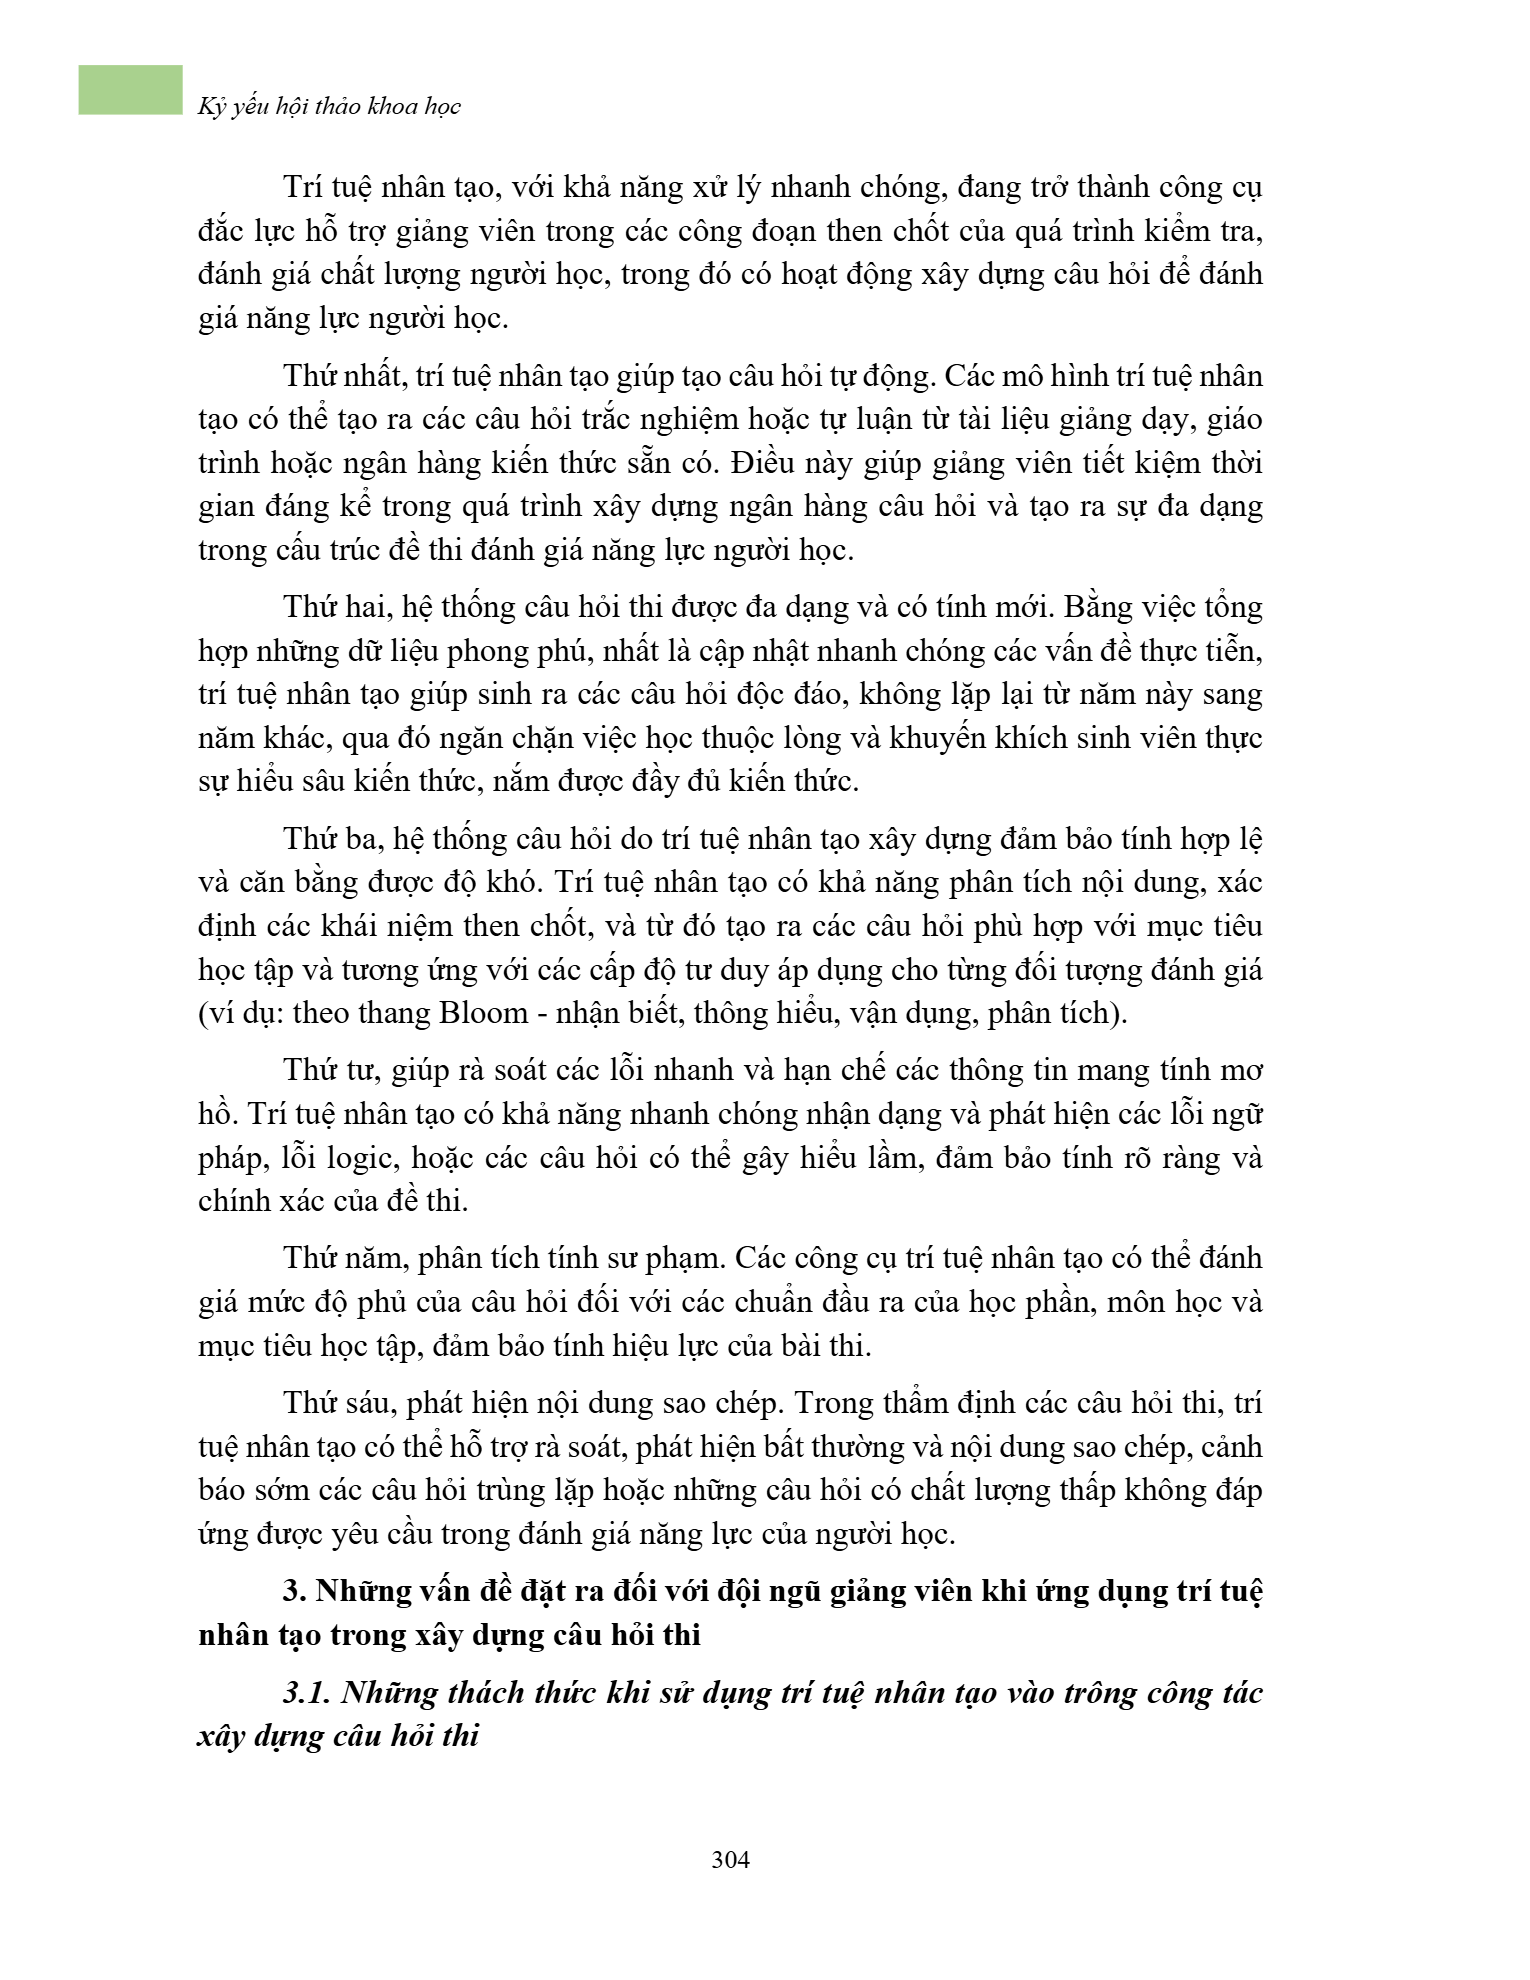 Kỷ yếu hội thảo khoa học
Trí tuệ nhân tạo, với khả năng xử lý nhanh chóng, đang trở thành công cụ
đắc lực hỗ trợ giảng viên trong các công đoạn then chốt của quá trình kiểm tra,
đánh giá chất lượng người học, trong đó có hoạt động xây dựng câu hỏi để đánh
giá năng lực người học.
Thứ nhất, trí tuệ nhân tạo giúp tạo câu hỏi tự động. Các mô hình trí tuệ nhân
tạo có thể tạo ra các câu hỏi trắc nghiệm hoặc tự luận từ tài liệu giảng dạy, giáo
trình hoặc ngân hàng kiến thức sẵn có. Điều này giúp giảng viên tiết kiệm thời
gian đáng kể trong quá trình xây dựng ngân hàng câu hỏi và tạo ra sự đa dạng
trong cấu trúc đề thi đánh giá năng lực người học.
Thứ hai, hệ thống câu hỏi thi được đa dạng và có tính mới. Bằng việc tổng
hợp những dữ liệu phong phú, nhất là cập nhật nhanh chóng các vấn đề thực tiễn,
trí tuệ nhân tạo giúp sinh ra các câu hỏi độc đáo, không lặp lại từ năm này sang
năm khác, qua đó ngăn chặn việc học thuộc lòng và khuyến khích sinh viên thực
sự hiểu sâu kiến thức, nắm được đầy đủ kiến thức.
Thứ ba, hệ thống câu hỏi do trí tuệ nhân tạo xây dựng đảm bảo tính hợp lệ
và căn bằng được độ khó. Trí tuệ nhân tạo có khả năng phân tích nội dung, xác
định các khái niệm then chốt, và từ đó tạo ra các câu hỏi phù hợp với mục tiêu
học tập và tương ứng với các cấp độ tư duy áp dụng cho từng đối tượng đánh giá
(ví dụ: theo thang Bloom - nhận biết, thông hiểu, vận dụng, phân tích).
Thứ tư, giúp rà soát các lỗi nhanh và hạn chế các thông tin mang tính mơ
hồ. Trí tuệ nhân tạo có khả năng nhanh chóng nhận dạng và phát hiện các lỗi ngữ
pháp, lỗi logic, hoặc các câu hỏi có thể gây hiểu lầm, đảm bảo tính rõ ràng và
chính xác của đề thi.
Thứ năm, phân tích tính sư phạm. Các công cụ trí tuệ nhân tạo có thể đánh
giá mức độ phủ của câu hỏi đối với các chuẩn đầu ra của học phần, môn học và
mục tiêu học tập, đảm bảo tính hiệu lực của bài thi.
Thứ sáu, phát hiện nội dung sao chép. Trong thẩm định các câu hỏi thi, trí
tuệ nhân tạo có thể hỗ trợ rà soát, phát hiện bất thường và nội dung sao chép, cảnh
báo sớm các câu hỏi trùng lặp hoặc những câu hỏi có chất lượng thấp không đáp
ứng được yêu cầu trong đánh giá năng lực của người học.
3. Những vấn đề đặt ra đối với đội ngũ giảng viên khi ứng dụng trí tuệ
nhân tạo trong xây dựng câu hỏi thi
3.1. Những thách thức khi sử dụng trí tuệ nhân tạo vào trông công tác
xây dựng câu hỏi thi
304